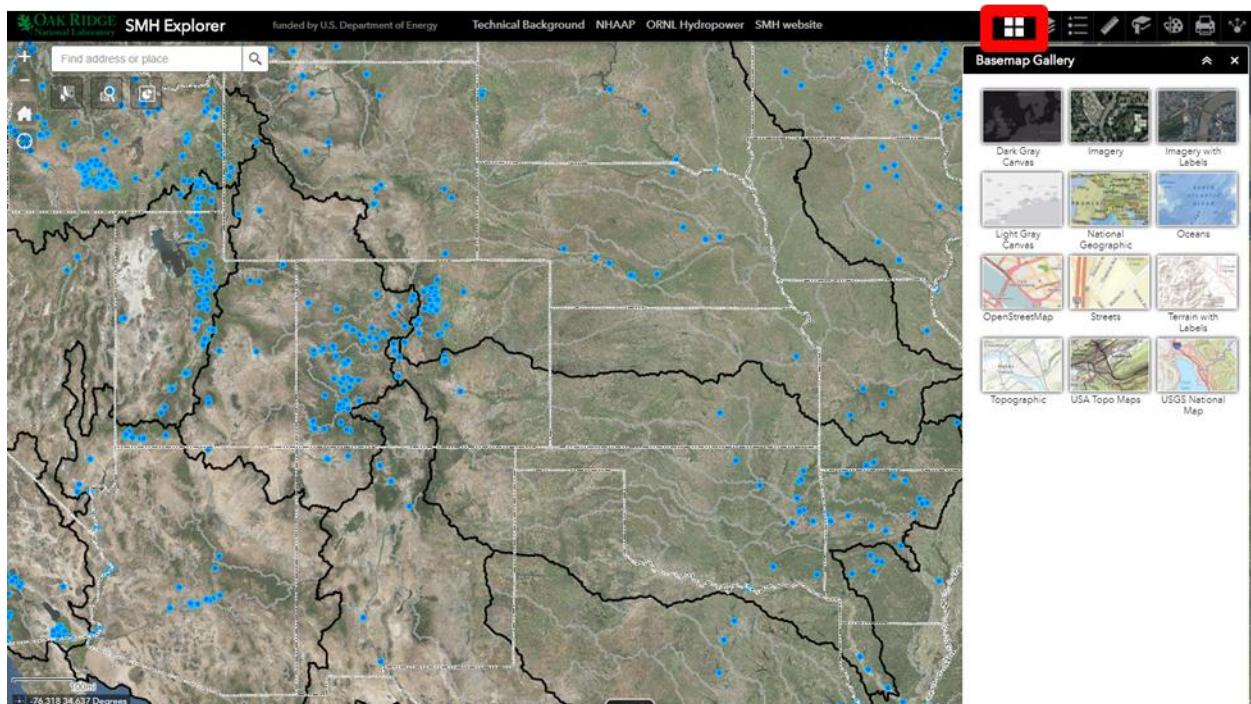 OAK RIDGE
National Laboratory
SMH Explorer
funded by U.S. Department of Energy
Technical Background NHAAP ORNL Hydropower SMH website
Find address or place
Basemap Gallery
Dark Gray
Canvas
Imagery
Imagery with
Labels
Light Gray
Canvas
National
Geographic
Oceans
OpenStreetMap
Streets
Terrain with
Labels
Topographic
USA Topo Maps
USGS National
Map
100mi
-76.318 34.637 Degrees